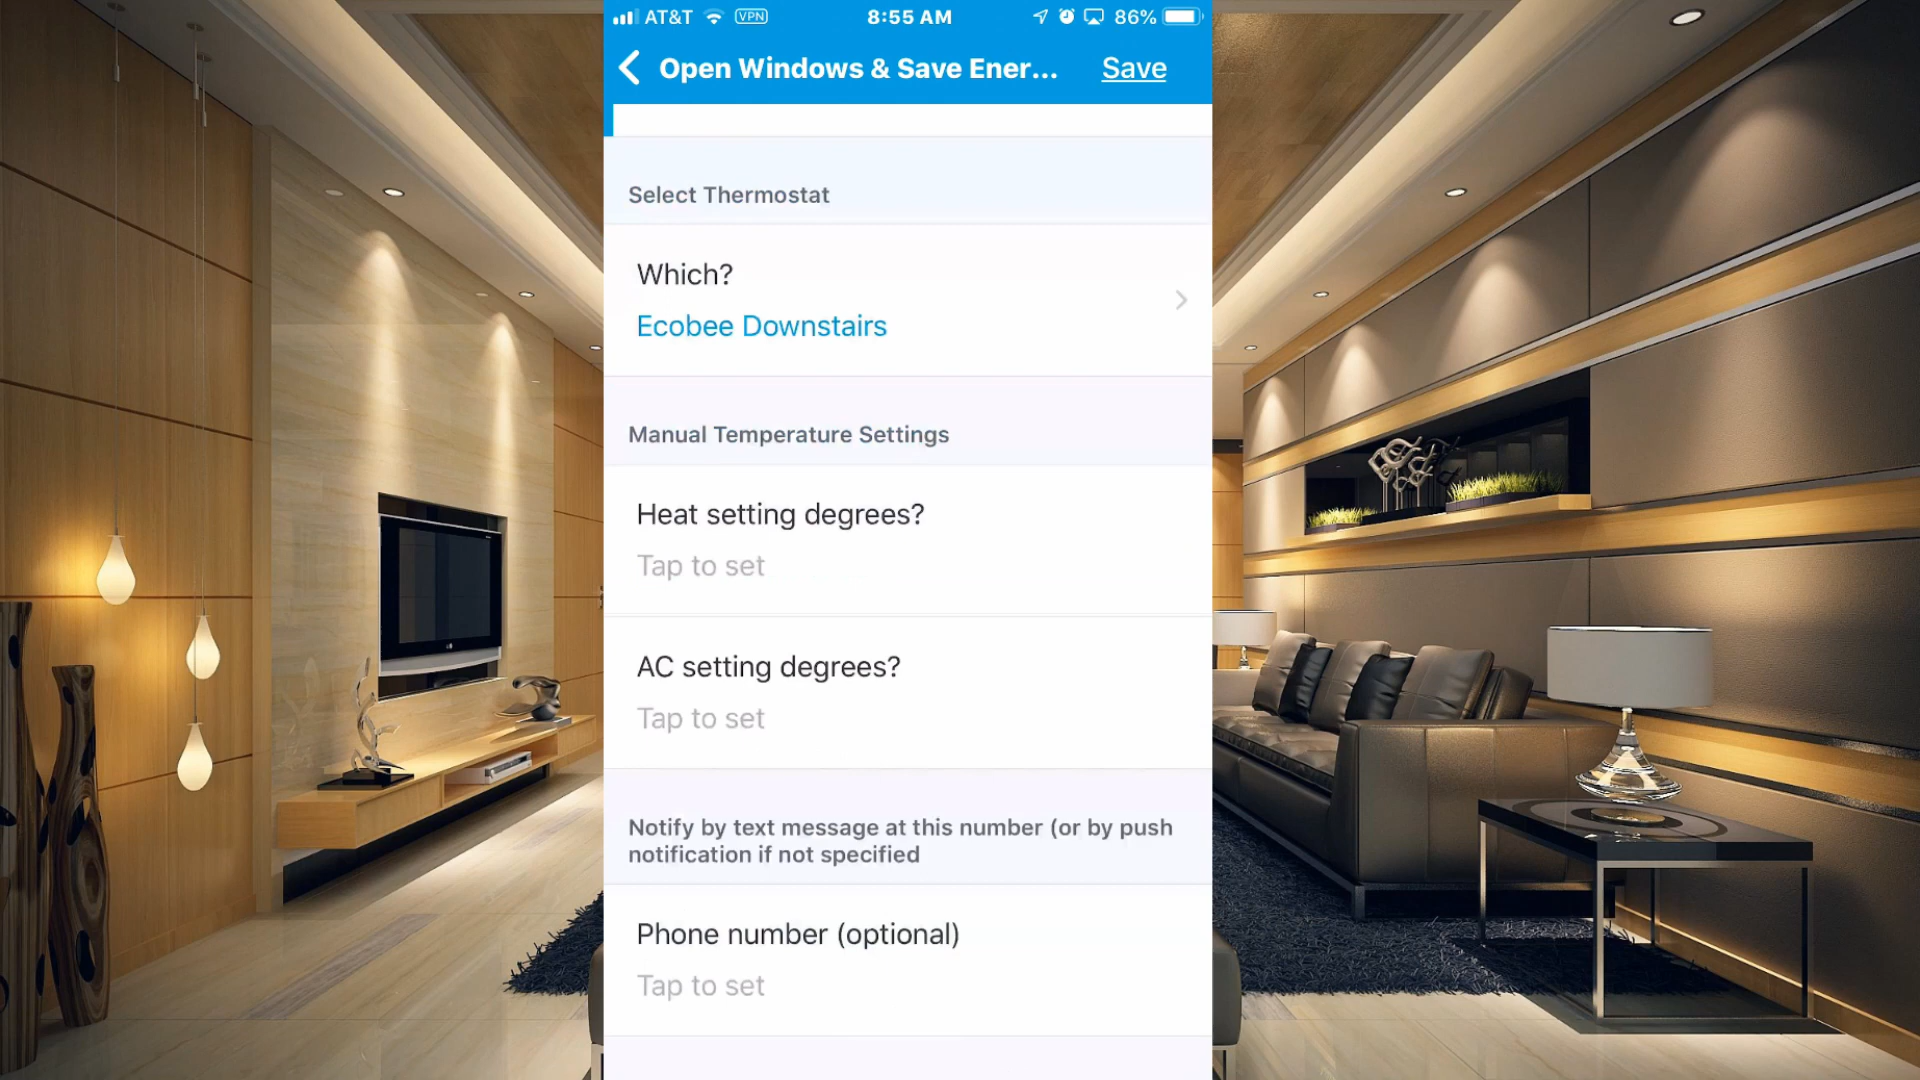 AT&T VPN 8:55 AM 86%
Open Windows & Save Ener... Save
Select Thermostat
Which?
Ecobee Downstairs
Manual Temperature Settings
Heat setting degrees?
Tap to set
AC setting degrees?
Tap to set
Notify by text message at this number (or by push
notification if not specified
Phone number (optional)
Tap to set